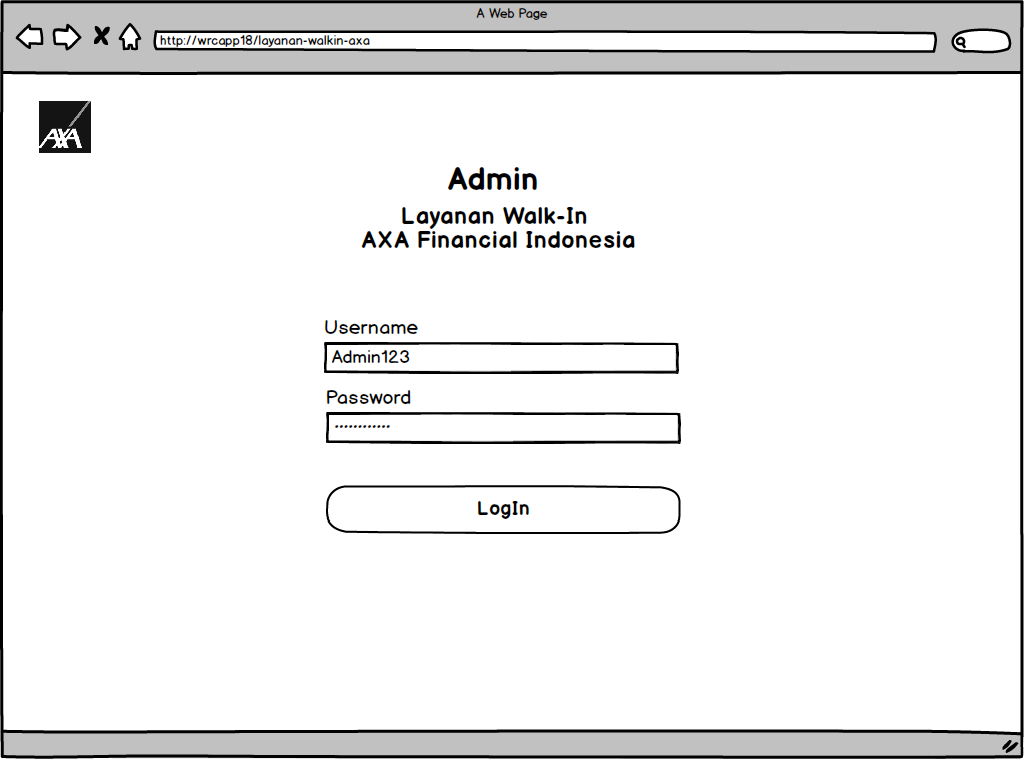 A Web Page
http://wrcapp18/layanan-walkin-axa
AXA
Admin
Layanan Walk-In
AXA Financial Indonesia
Username
Admin123
Password
············
LogIn